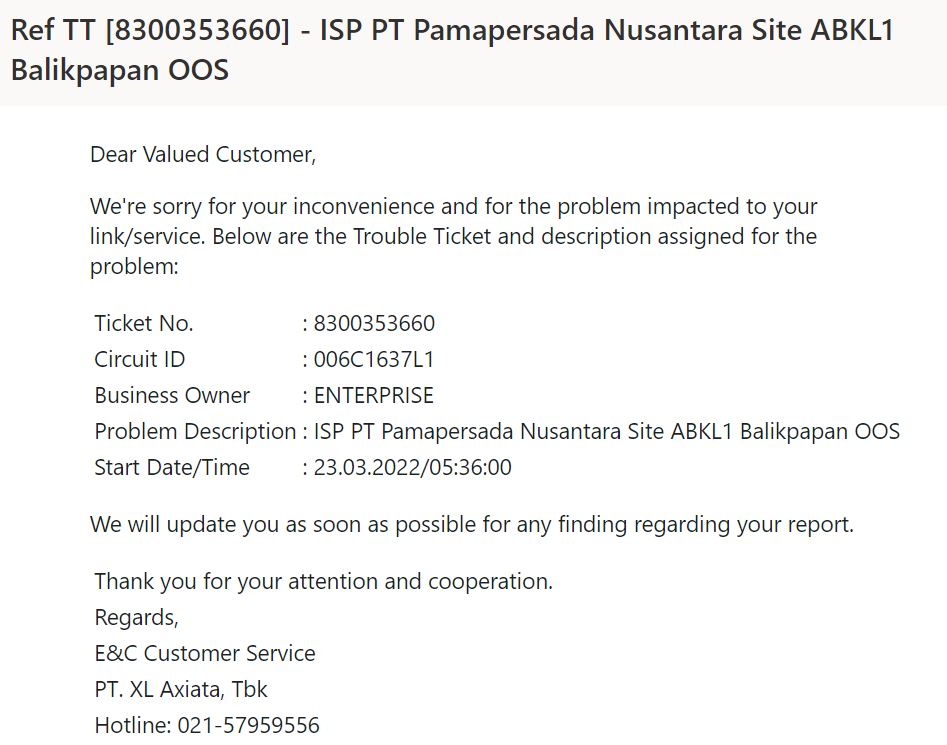 Ref TT [8300353660] - ISP PT Pamapersada Nusantara Site ABKL1
Balikpapan OOS
Dear Valued Customer,
We're sorry for your inconvenience and for the problem impacted to your
link/service. Below are the Trouble Ticket and description assigned for the
problem:
Ticket No. : 8300353660
Circuit ID : 006C1637L1
Business Owner : ENTERPRISE
Problem Description : ISP PT Pamapersada Nusantara Site ABKL1 Balikpapan OOS
Start Date/Time : 23.03.2022/05:36:00
We will update you as soon as possible for any finding regarding your report.
Thank you for your attention and cooperation.
Regards,
E&C Customer Service
PT. XL Axiata, Tbk
Hotline: 021-57959556